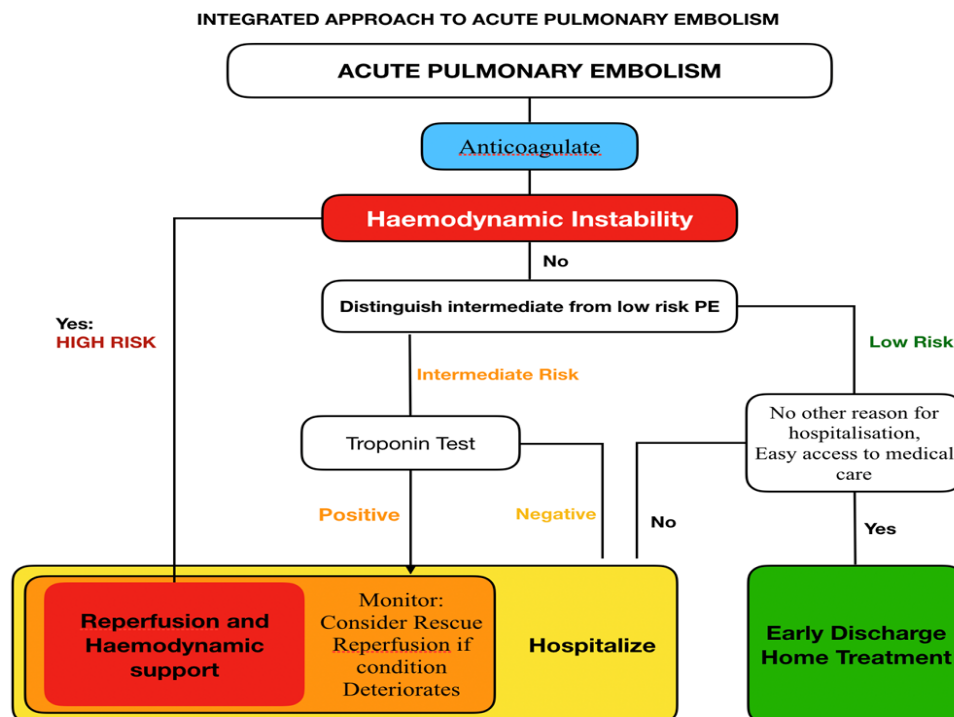 INTEGRATED APPROACH TO ACUTE PULMONARY EMBOLISM
ACUTE PULMONARY EMBOLISM
Anticoagulate
Haemodynamic Instability
No
Distinguish intermediate from low risk PE
Yes:
HIGH RISK
Low Risk
Intermediate Risk
Troponin Test
No other reason for
hospitalisation,
Easy access to medical
care
Positive
Negative
No
Yes
Reperfusion and
Haemodynamic
support
Monitor:
Consider Rescue
Reperfusion if
condition
Deteriorates
Hospitalize
Early Discharge
Home Treatment